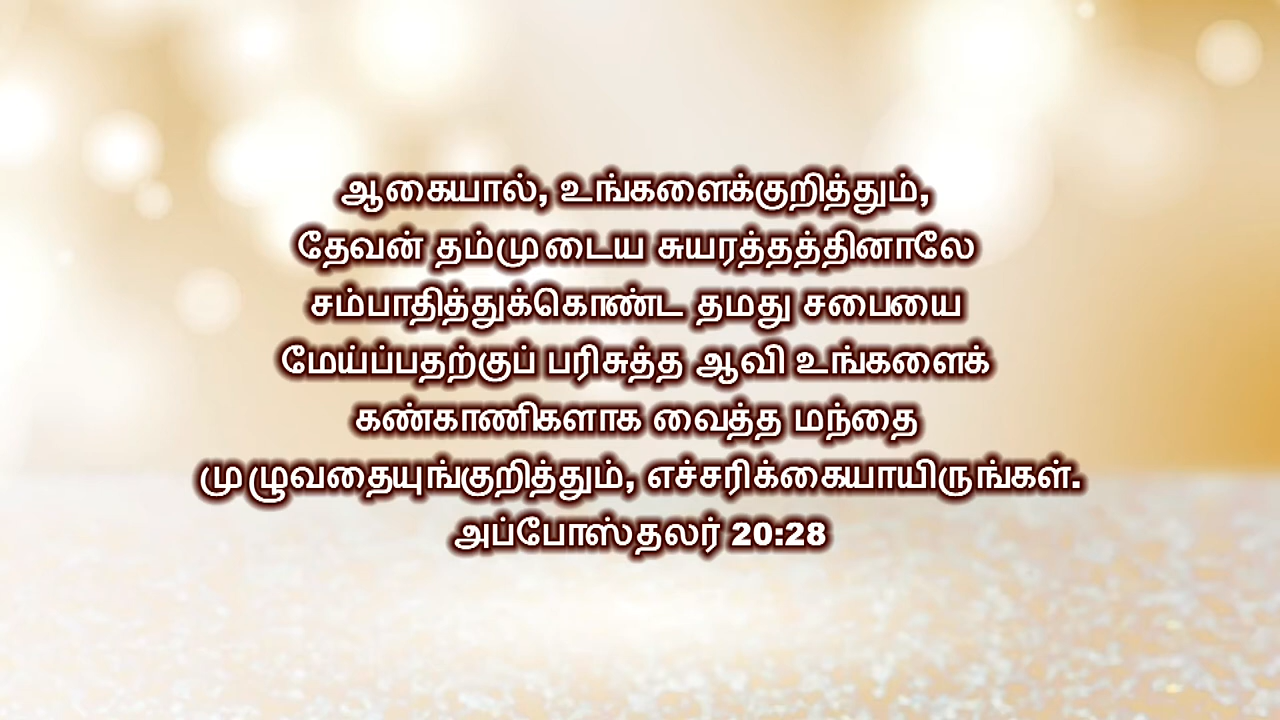 ஆகையால், உங்களைக்குறித்தும்,
தேவன் தம்முடைய சுயரத்தத்தினாலே
சம்பாதித்துக்கொண்ட தமது சபையை
மேய்ப்பதற்குப் பரிசுத்த ஆவி உங்களைக்
கண்காணிகளாக வைத்த மந்தை
முழுவதையுங்குறித்தும், எச்சரிக்கையாயிருங்கள்.
அப்போஸ்தலர் 20:28